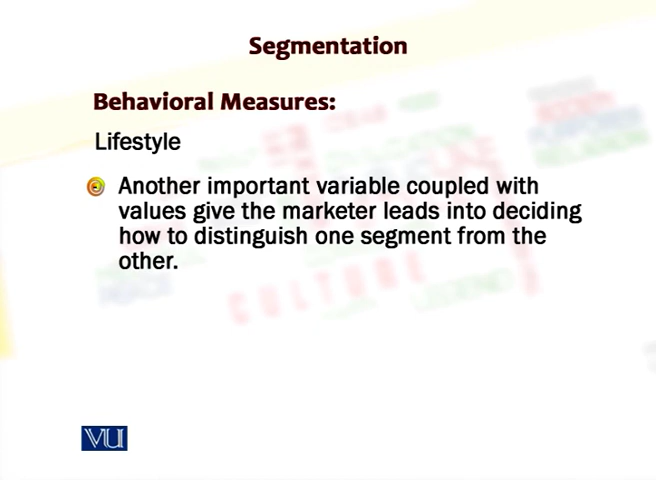 Segmentation
Behavioral Measures:
Lifestyle
Another important variable coupled with
values give the marketer leads into deciding
how to distinguish one segment from the
other.
CULTURE
VU